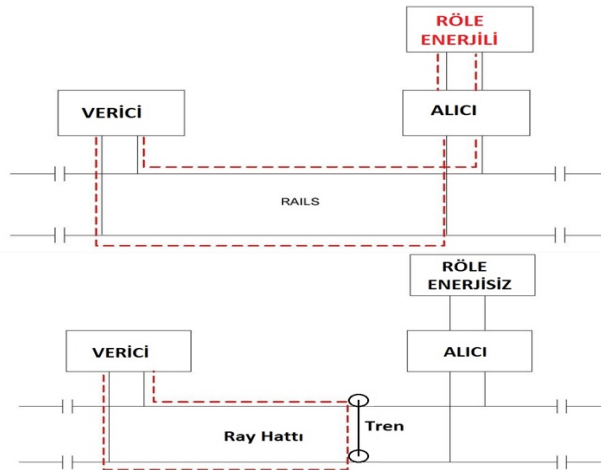 RÖLE
ENERJİLİ
VERİCİ
ALICI
RAILS
RÖLE
ENERJİSİZ
VERİCİ
ALICI
Ray Hattı
Tren